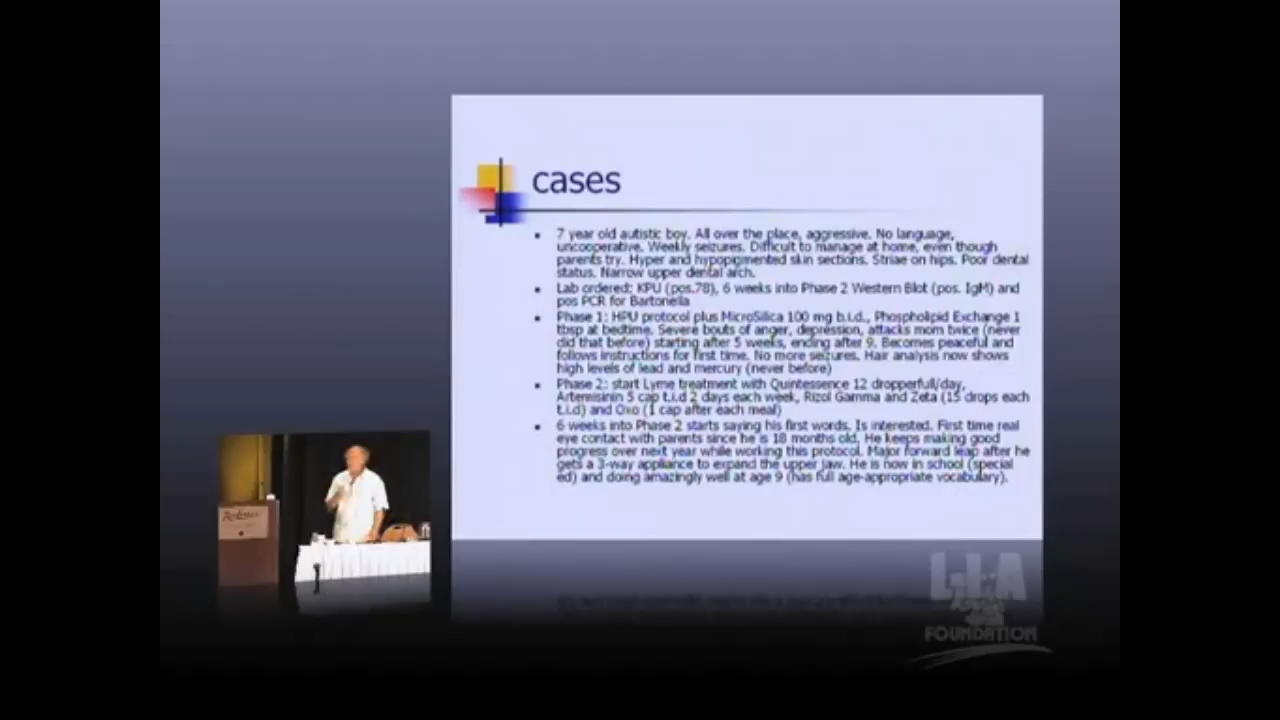 cases
7 year old autistic boy. All over the place, aggressive. No language,
uncooperative. Weekly seizures. Difficult to manage at home, even though
parents try. Hyper and hypopigmented skin sections. Striae on hips. Poor dental
status. Narrow upper dental arch.
Lab ordered: KPU (pos.78), 6 weeks into Phase 2 Western Blot (pos. IgM) and
pos PCR for Bartonella
Phase 1: HPU protocol plus MicroSilica 100 mg b.i.d., Phospholipid Exchange 1
tbsp at bedtime. Severe bouts of anger, depression, attacks mom twice (never
did that before) starting after 5 weeks, ending after 9. Becomes peaceful and
follows instructions for first time. No more seizures. Hair analysis now shows
high levels of lead and mercury (never before)
Phase 2: start Lyme treatment with Quintessence 12 dropperfull/day,
Artemisinin 5 cap t.i.d 2 days each week, Rizol Gamma and Zeta (15 drops each
t.i.d) and Oxo (1 cap after each meal)
6 weeks into Phase 2 starts saying his first words. Is interested. First time real
eye contact with parents since he is 18 months old. He keeps making good
progress over next year while working this protocol. Major forward leap after he
gets a 3-way appliance to expand the upper jaw. He is now in school (special
ed) and doing amazingly well at age 9 (has full age-appropriate vocabulary).
Radisson
L·I·A
FOUNDATION